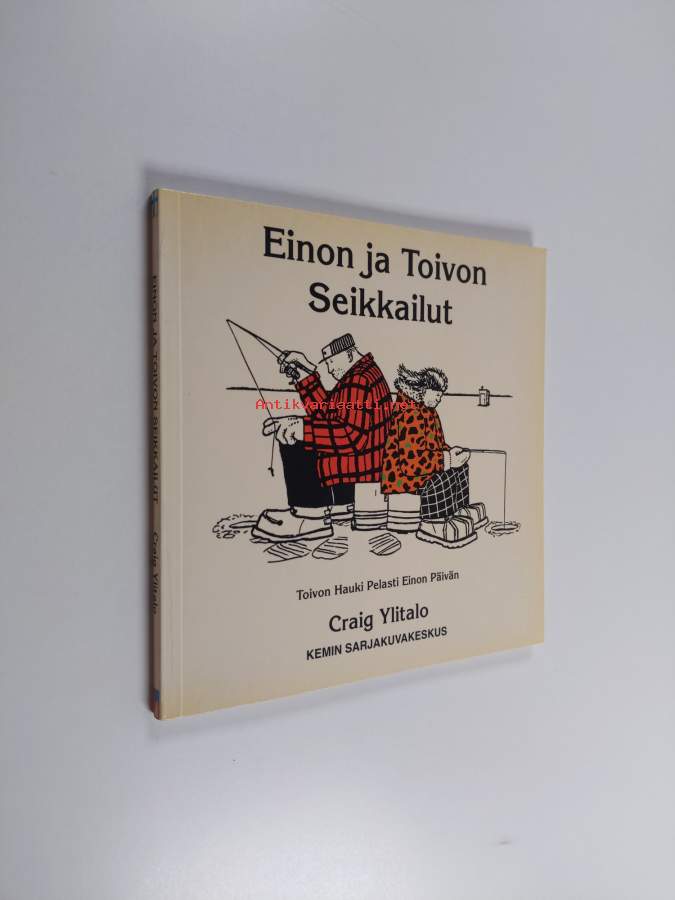 Einon ja Toivon
Seikkailut
Antikvariaatti.net
Toivon Hauki Pelasti Einon Päivän
Craig Ylitalo
KEMIN SARJAKUVAKESKUS
EINON JA TOIVON SEIKKAILUT Craig Ylitalo